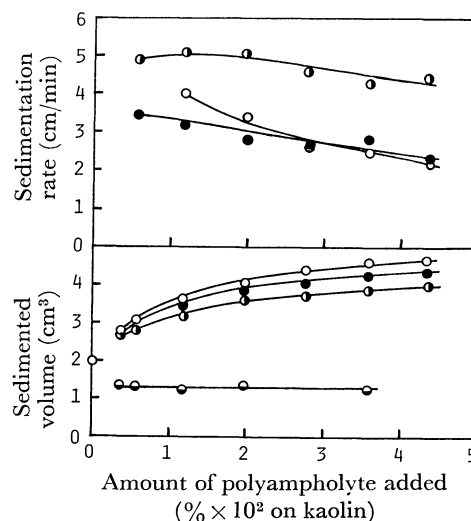 Sedimentation
rate (cm/min)
6
5
4
3
2
1
0
Sedimented
volume (cm³)
4
3
2
1
0 1 2 3 4 5
Amount of polyampholyte added
(% × 10² on kaolin)